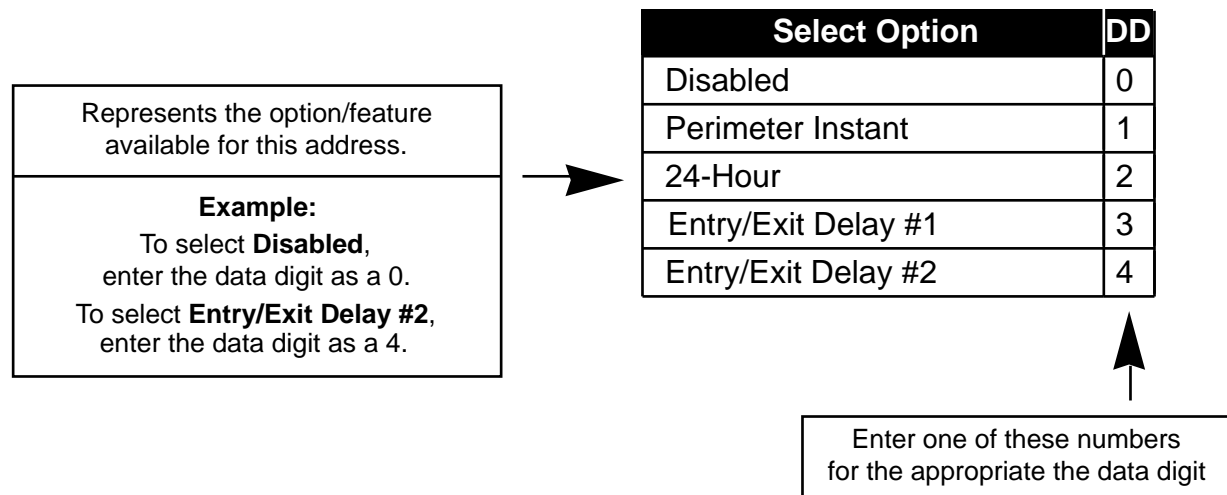 Represents the option/feature
available for this address.
Example:
To select Disabled,
enter the data digit as a 0.
To select Entry/Exit Delay #2,
enter the data digit as a 4.
Select Option DD
Disabled 0
Perimeter Instant 1
24-Hour 2
Entry/Exit Delay #1 3
Entry/Exit Delay #2 4
Enter one of these numbers
for the appropriate the data digit